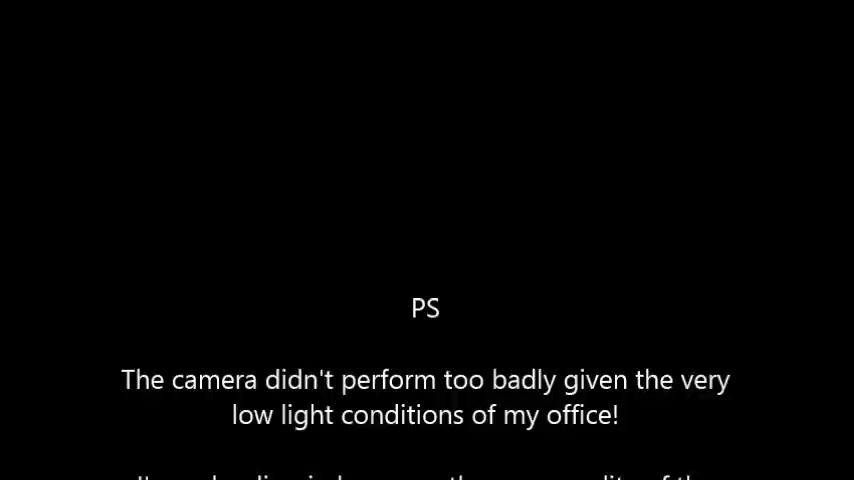 PS
The camera didn't perform too badly given the very
low light conditions of my office!